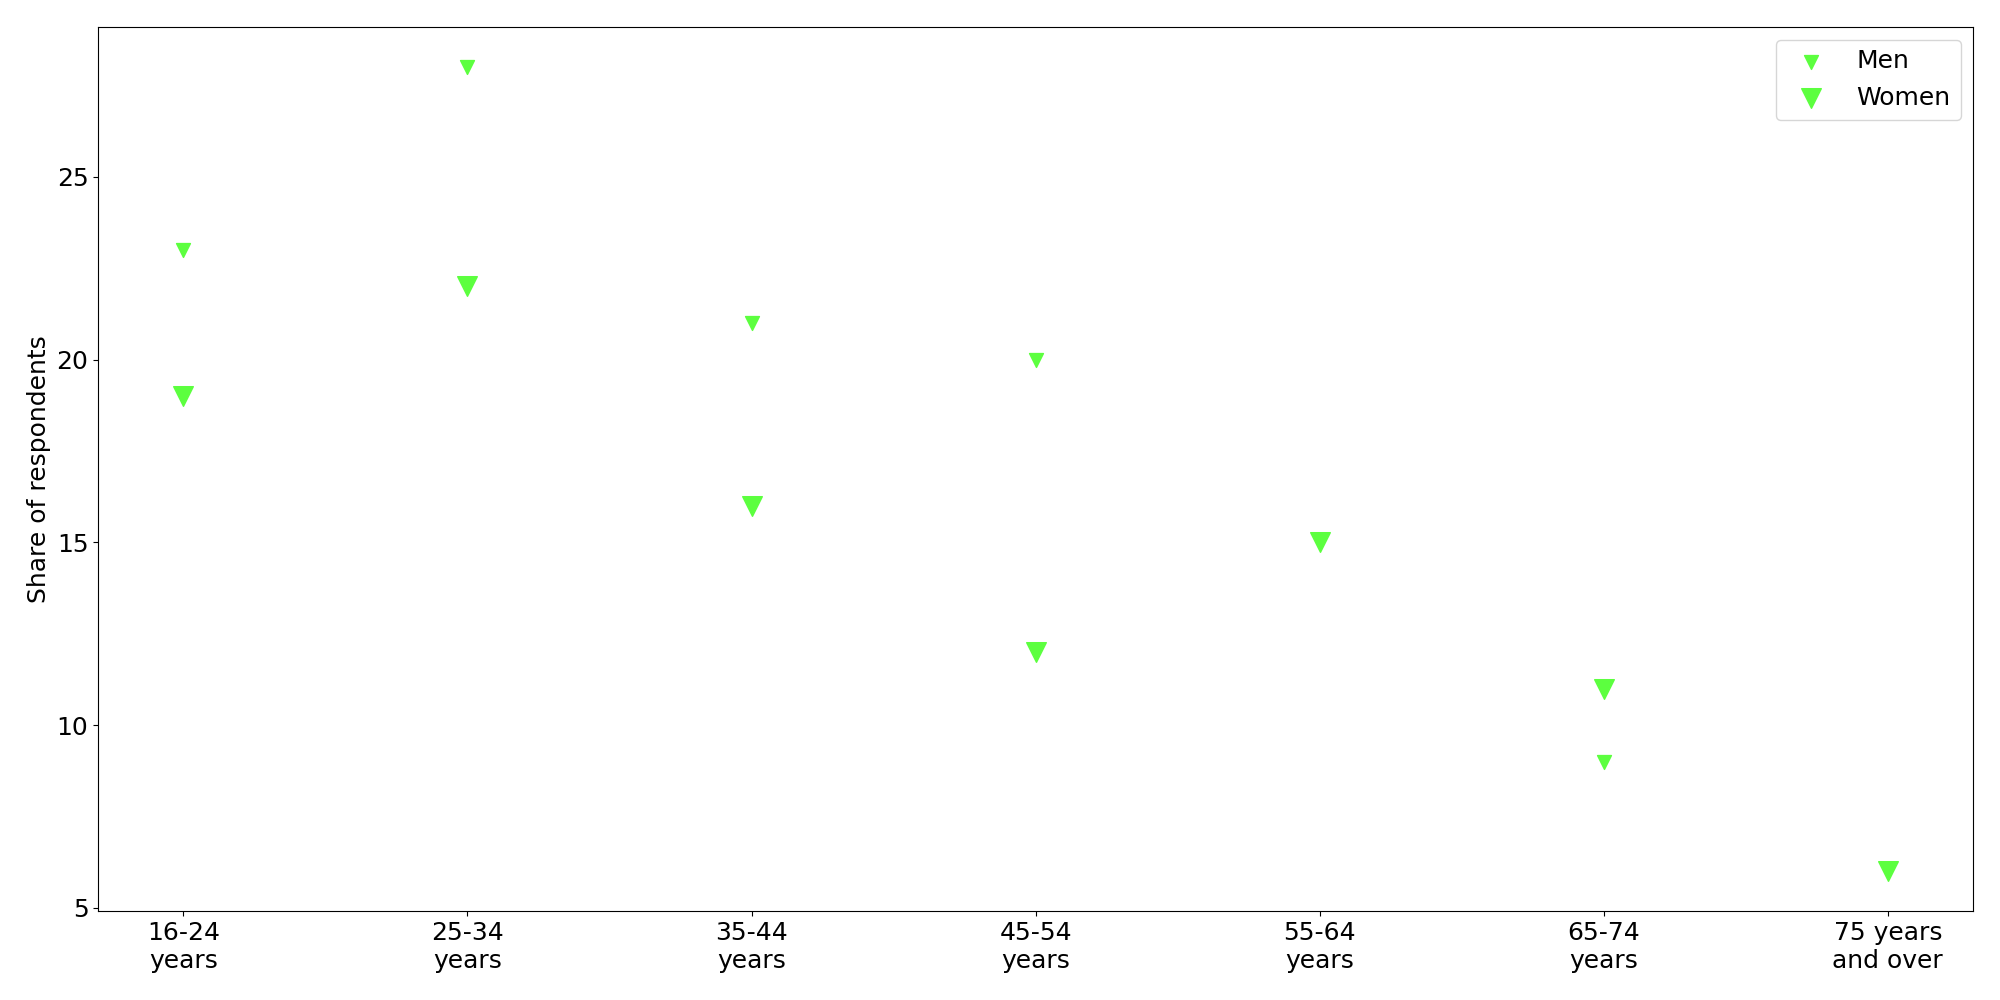 Men
Women
Share of respondents
25
20
15
10
5
16-24
years
25-34
years
35-44
years
45-54
years
55-64
years
65-74
years
75 years
and over